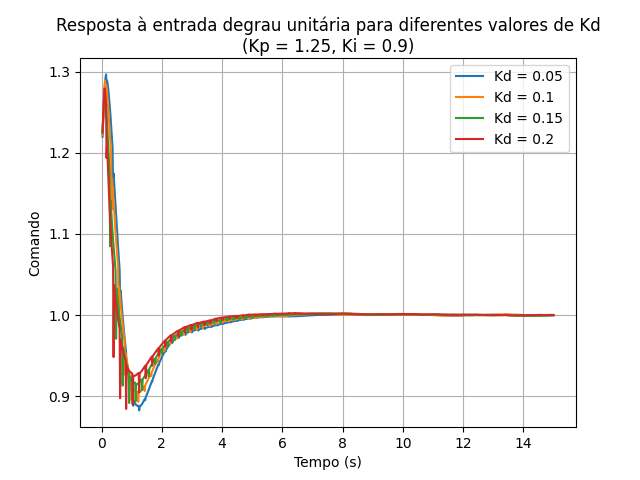 Resposta à entrada degrau unitária para diferentes valores de Kd
(Kp = 1.25, Ki = 0.9)
Kd = 0.05
Kd = 0.1
Kd = 0.15
Kd = 0.2
Comando
1.3
1.2
1.1
1.0
0.9
0 2 4 6 8 10 12 14
Tempo (s)